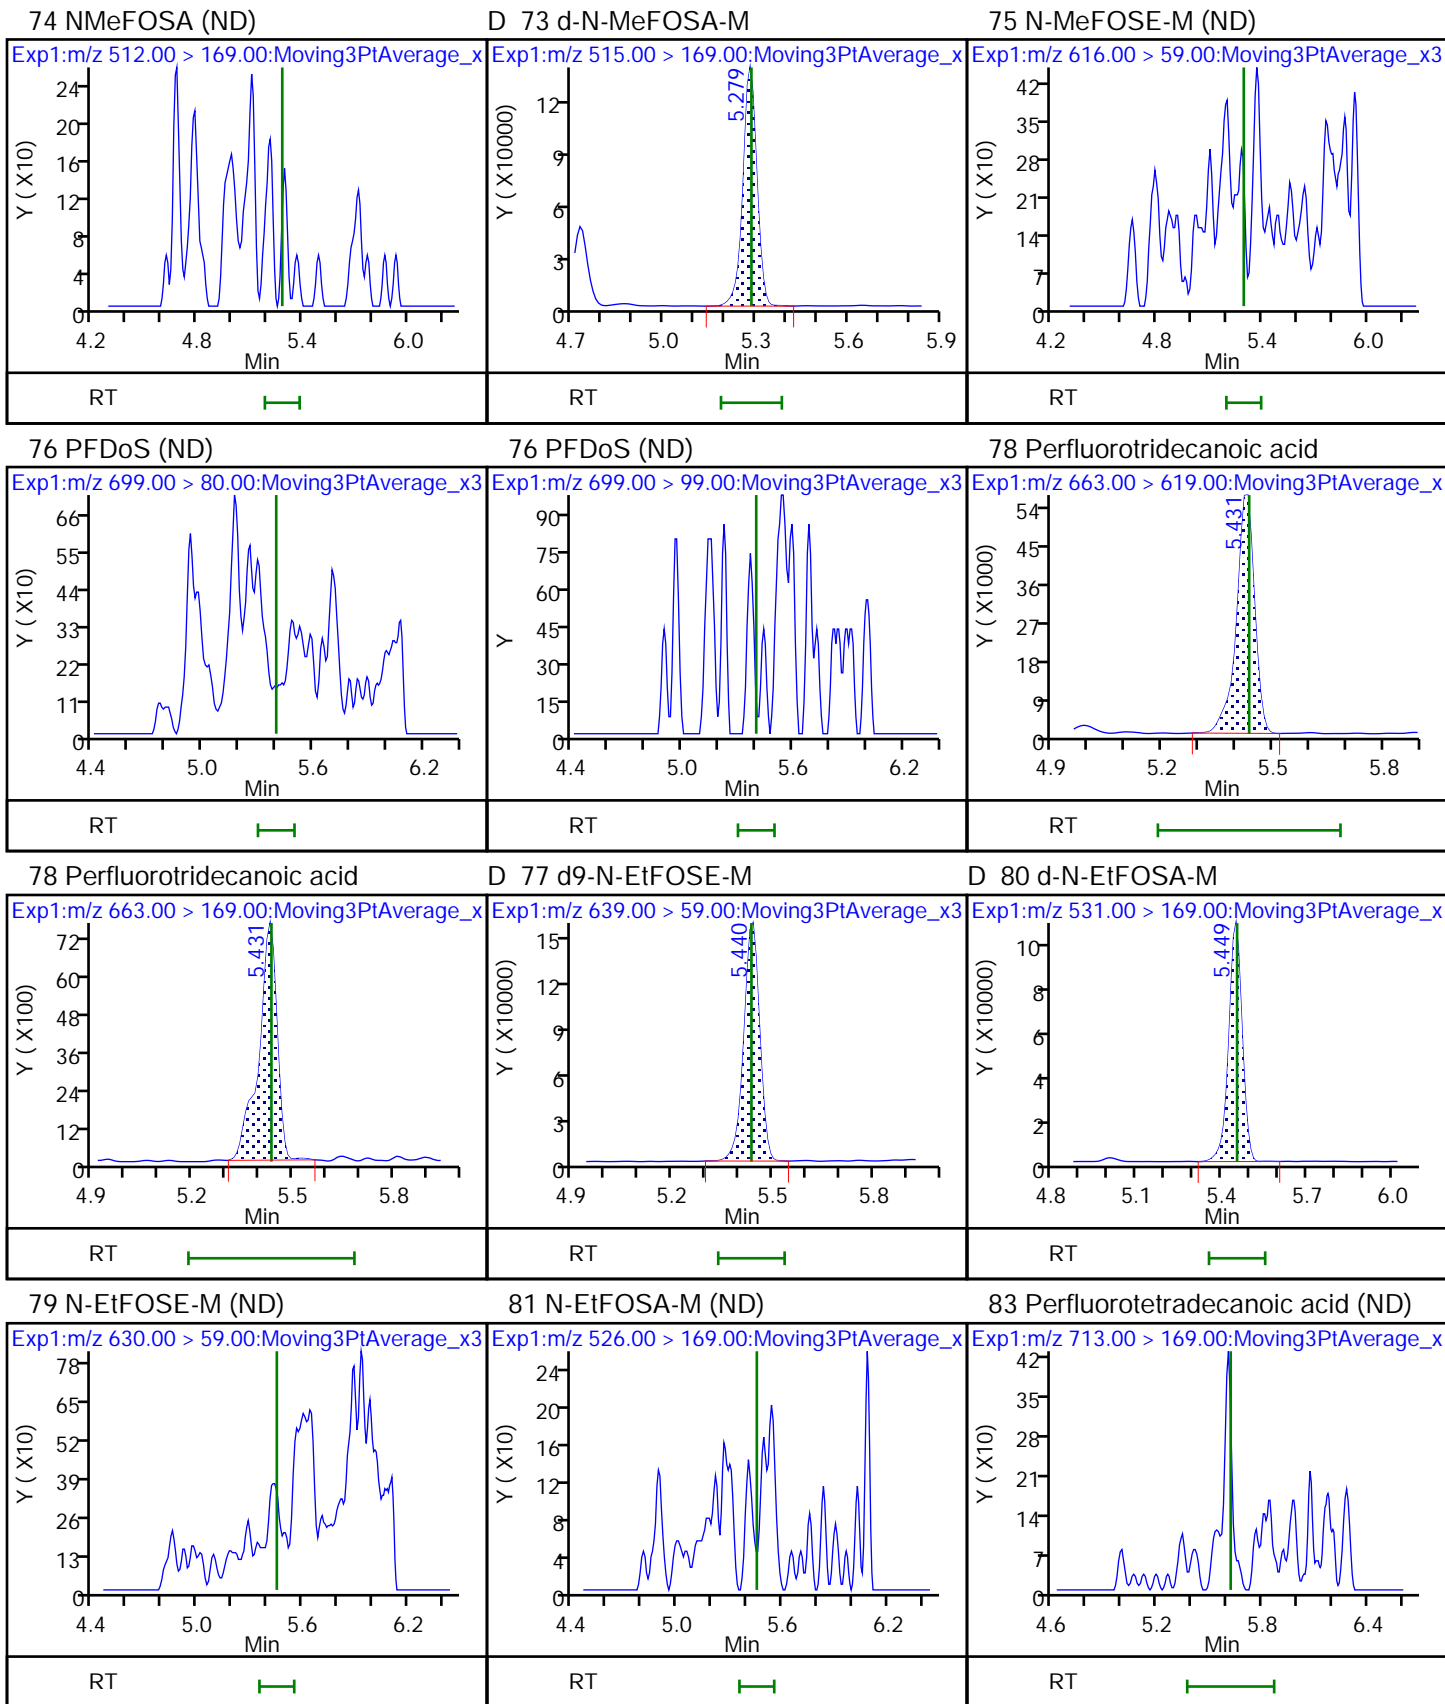 74 NMeFOSA (ND)
Exp1:m/z 512.00 > 169.00:Moving3PtAverage_x
Y ( X10)
24
20
16
12
8
4
0
4.2 4.8 5.4 6.0
Min
RT
D 73 d-N-MeFOSA-M
Exp1:m/z 515.00 > 169.00:Moving3PtAverage_x
5.279
Y ( X10000)
12
9
6
3
0
4.7 5.0 5.3 5.6 5.9
Min
RT
75 N-MeFOSE-M (ND)
Exp1:m/z 616.00 > 59.00:Moving3PtAverage_x3
Y ( X10)
42
35
28
21
14
7
0
4.2 4.8 5.4 6.0
Min
RT
76 PFDoS (ND)
Exp1:m/z 699.00 > 80.00:Moving3PtAverage_x3
Y ( X10)
66
55
44
33
22
11
0
4.4 5.0 5.6 6.2
Min
RT
76 PFDoS (ND)
Exp1:m/z 699.00 > 99.00:Moving3PtAverage_x3
Y
90
75
60
45
30
15
0
4.4 5.0 5.6 6.2
Min
RT
78 Perfluorotridecanoic acid
Exp1:m/z 663.00 > 619.00:Moving3PtAverage_x
5.431
Y ( X1000)
54
45
36
27
18
9
0
4.9 5.2 5.5 5.8
Min
RT
78 Perfluorotridecanoic acid
Exp1:m/z 663.00 > 169.00:Moving3PtAverage_x
5.431
Y ( X100)
72
60
48
36
24
12
0
4.9 5.2 5.5 5.8
Min
RT
D 77 d9-N-EtFOSE-M
Exp1:m/z 639.00 > 59.00:Moving3PtAverage_x3
5.440
Y ( X10000)
15
12
9
6
3
0
4.9 5.2 5.5 5.8
Min
RT
D 80 d-N-EtFOSA-M
Exp1:m/z 531.00 > 169.00:Moving3PtAverage_x
5.449
Y ( X10000)
10
8
6
4
2
0
4.8 5.1 5.4 5.7 6.0
Min
RT
79 N-EtFOSE-M (ND)
Exp1:m/z 630.00 > 59.00:Moving3PtAverage_x3
Y ( X10)
78
65
52
39
26
13
0
4.4 5.0 5.6 6.2
Min
RT
81 N-EtFOSA-M (ND)
Exp1:m/z 526.00 > 169.00:Moving3PtAverage_x
Y ( X10)
24
20
16
12
8
4
0
4.4 5.0 5.6 6.2
Min
RT
83 Perfluorotetradecanoic acid (ND)
Exp1:m/z 713.00 > 169.00:Moving3PtAverage_x
Y ( X10)
42
35
28
21
14
7
0
4.6 5.2 5.8 6.4
Min
RT